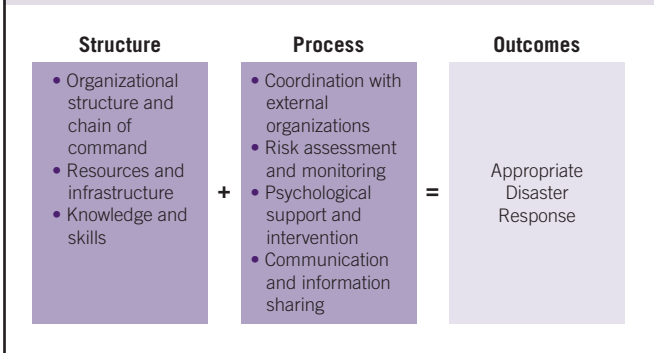 Structure
• Organizational
structure and
chain of
command
• Resources and
infrastructure
• Knowledge and
skills
+
Process
• Coordination with
external
organizations
• Risk assessment
and monitoring
• Psychological
support and
intervention
• Communication
and information
sharing
=
Outcomes
Appropriate
Disaster
Response